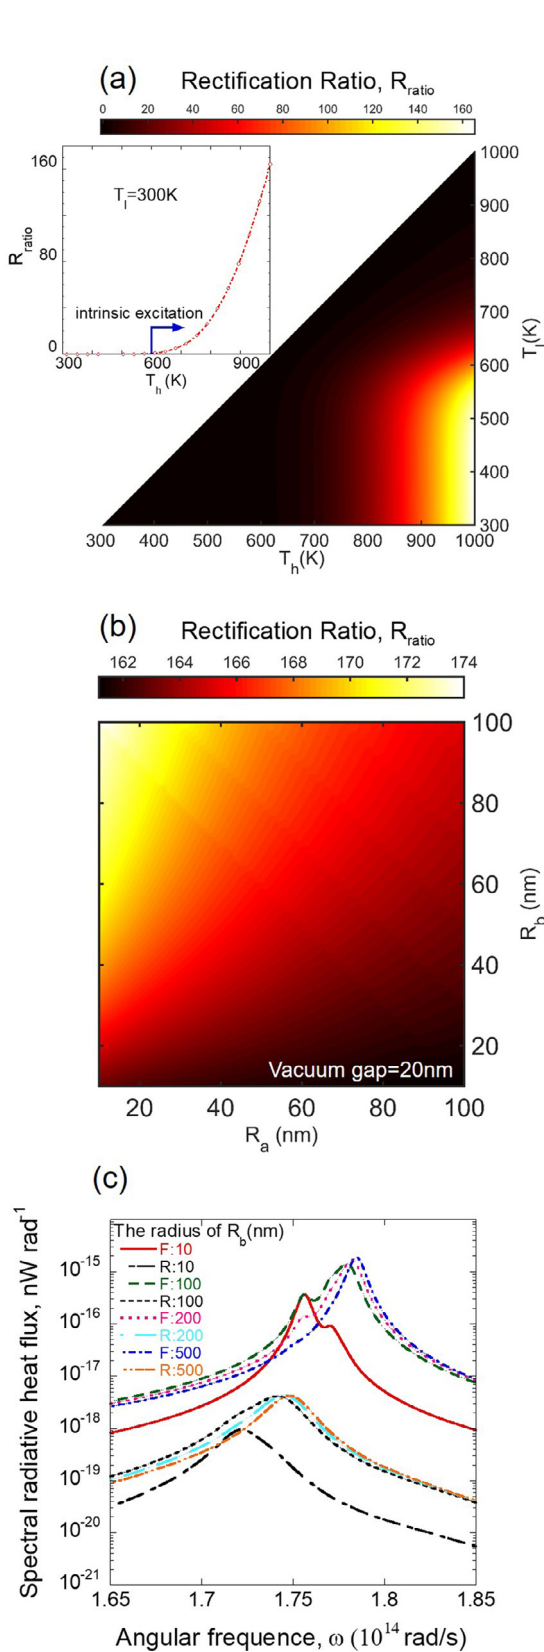 (a) Rectification Ratio, R_ratio
0 20 40 60 80 100 120 140 160
160
80
0
R_ratio
T_l=300K
intrinsic excitation
300 600 900
T_h(K)
1000
900
800
700
600
500
400
300
T_l(K)
300 400 500 600 700 800 900 1000
T_h(K)
(b) Rectification Ratio, R_ratio
162 164 166 168 170 172 174
100
80
60
40
20
R_b (nm)
Vacuum gap=20nm
20 40 60 80 100
R_a (nm)
(c)
The radius of R_b(nm)
F:10
R:10
F:100
R:100
F:200
R:200
F:500
R:500
10^-15
10^-16
10^-17
10^-18
10^-19
10^-20
10^-21
Spectral radiative heat flux, nW rad^-1
1.65 1.7 1.75 1.8 1.85
Angular frequence, ω (10^14 rad/s)